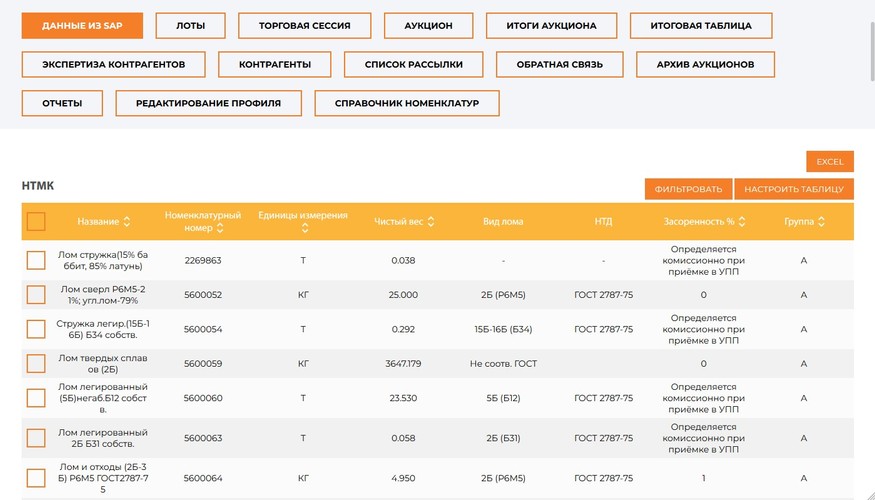 ДАННЫЕ ИЗ SAP ЛОТЫ ТОРГОВАЯ СЕССИЯ АУКЦИОН ИТОГИ АУКЦИОНА ИТОГОВАЯ ТАБЛИЦА
ЭКСПЕРТИЗА КОНТРАГЕНТОВ КОНТРАГЕНТЫ СПИСОК РАССЫЛКИ ОБРАТНАЯ СВЯЗЬ АРХИВ АУКЦИОНОВ
ОТЧЕТЫ РЕДАКТИРОВАНИЕ ПРОФИЛЯ СПРАВОЧНИК НОМЕНКЛАТУР
EXCEL
НТМК
ФИЛЬТРОВАТЬ НАСТРОИТЬ ТАБЛИЦУ
Название
Номенклатурный
номер
Единицы измерения
Чистый вес
Вид лома
НТД
Засоренность %
Группа
Лом стружка(15% ба
ббит, 85% латунь)
2269863
Т
0.038
-
-
Определяется
комиссионно при
приёмке в УПП
А
Лом сверл Р6М5-2
1%; угл.лом-79%
5600052
КГ
25.000
2Б (Р6М5)
ГОСТ 2787-75
0
А
Стружка легир.(15Б-1
6Б) Б34 собств.
5600054
Т
0.292
15Б-16Б (Б34)
ГОСТ 2787-75
Определяется
комиссионно при
приёмке в УПП
А
Лом твердых сплав
ов (2Б)
5600059
КГ
3647.179
Не соотв. ГОСТ
0
А
Лом легированный
(5Б)негаб.Б12 собст
в.
5600060
Т
23.530
5Б (Б12)
ГОСТ 2787-75
Определяется
комиссионно при
приёмке в УПП
А
Лом легированный
2Б Б31 собств.
5600063
Т
0.058
2Б (Б31)
ГОСТ 2787-75
Определяется
комиссионно при
приёмке в УПП
А
Лом и отходы (2Б-3
Б) Р6М5 ГОСТ2787-7
5
5600064
КГ
4.950
2Б (Р6М5)
ГОСТ 2787-75
1
А